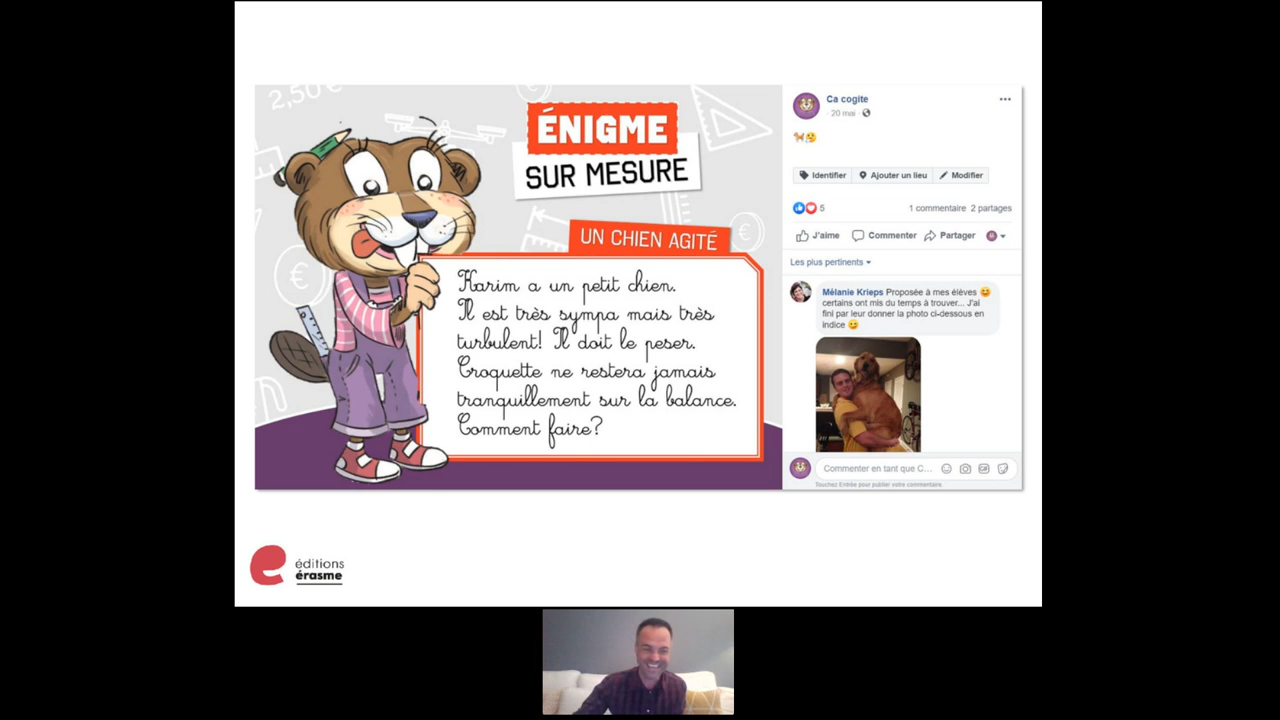 2,50€
ÉNIGME
SUR MESURE
UN CHIEN AGITÉ
Karim a un petit chien.
Il est très sympa mais très
turbulent! Il doit le peser.
Croquette ne restera jamais
tranquillement sur la balance.
Comment faire?
Ca cogite
· 20 mai ·
Identifier
Ajouter un lieu
Modifier
5
1 commentaire 2 partages
J'aime
Commenter
Partager
Les plus pertinents
Mélanie Krieps Proposée à mes élèves
certains ont mis du temps à trouver... J'ai
fini par leur donner la photo ci-dessous en
indice
Commenter en tant que C...
GIF
Touchez Entrée pour publier votre commentaire.
éditions
érasme